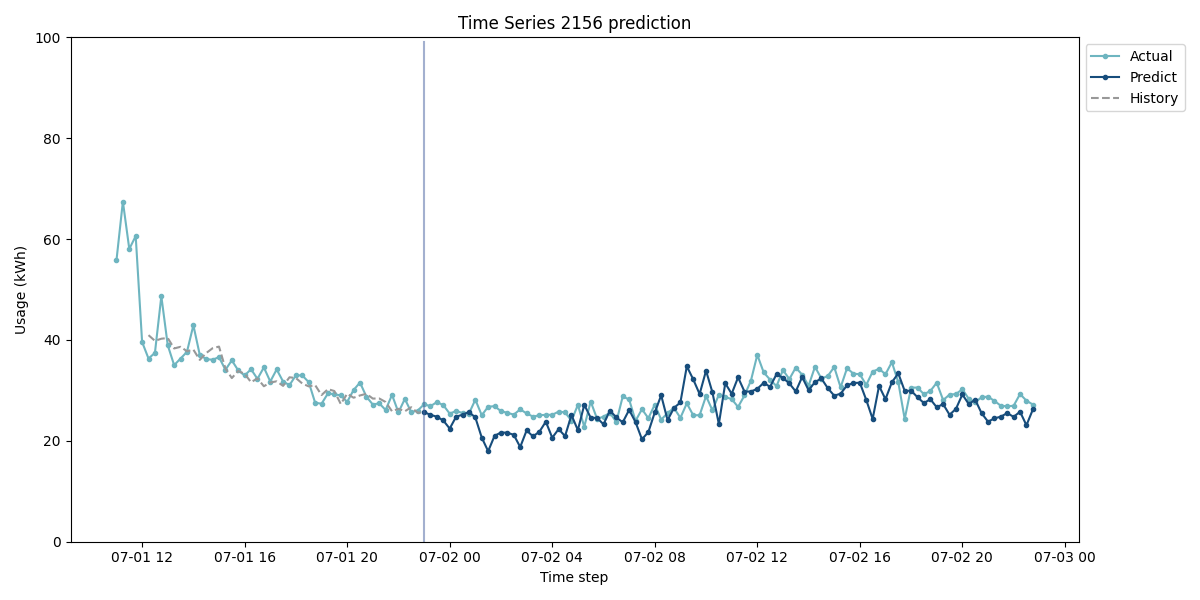 Time Series 2156 prediction
Usage (kWh)
100
80
60
40
20
0
07-01 12
07-01 16
07-01 20
07-02 00
07-02 04
07-02 08
07-02 12
07-02 16
07-02 20
07-03 00
Time step
Actual
Predict
History